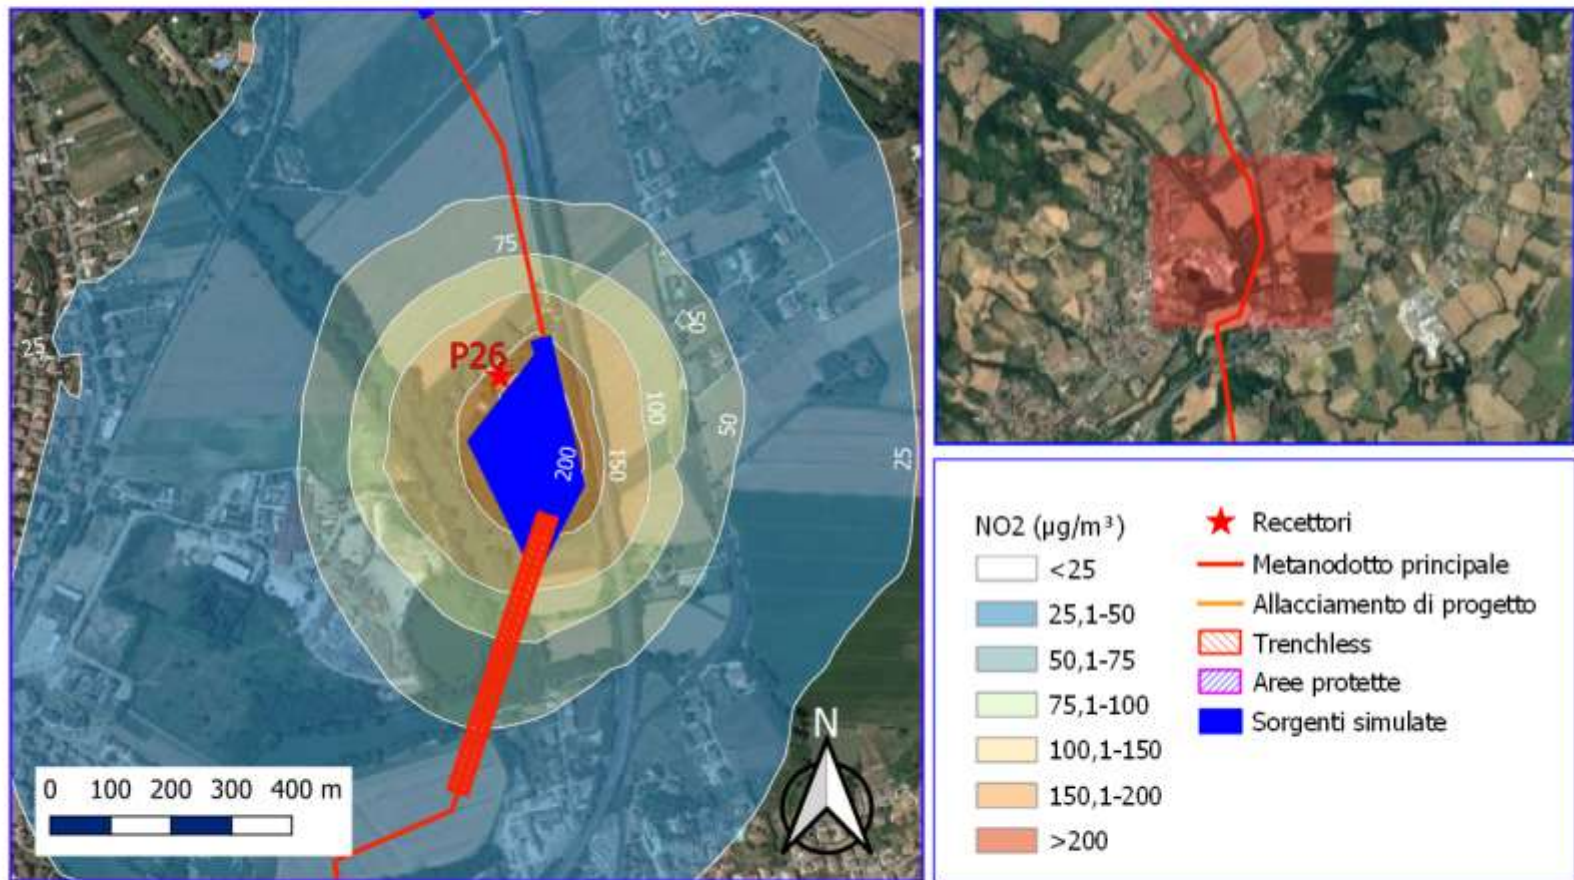 75
50
25
P26
100
50
200
150
25
N
0 100 200 300 400 m
NO2 (µg/m³)
<25
25,1-50
50,1-75
75,1-100
100,1-150
150,1-200
>200
Recettori
Metanodotto principale
Allacciamento di progetto
Trenchless
Aree protette
Sorgenti simulate